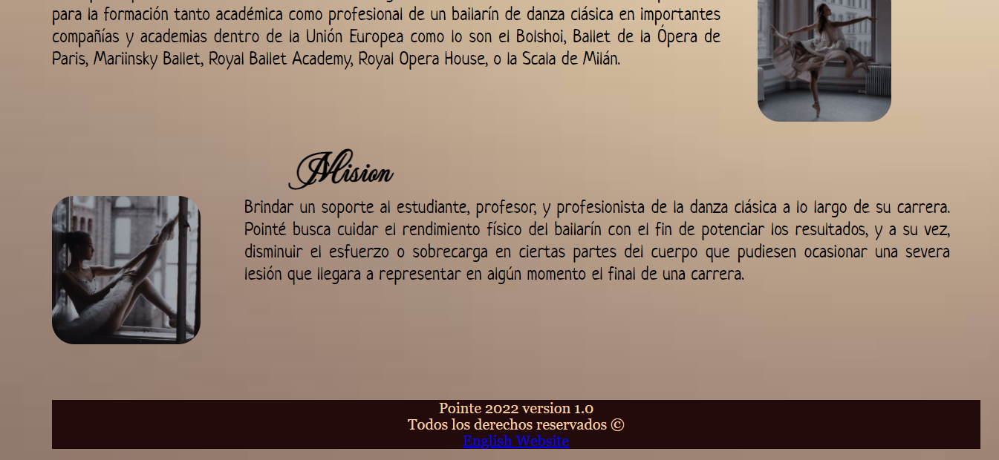 para la formación tanto académica como profesional de un bailarín de danza clásica en importantes
compañías y academias dentro de la Unión Europea como lo son el Bolshoi, Ballet de la Ópera de
Paris, Mariinsky Ballet, Royal Ballet Academy, Royal Opera House, o la Scala de Milán.
Mision
Brindar un soporte al estudiante, profesor, y profesionista de la danza clásica a lo largo de su carrera.
Pointé busca cuidar el rendimiento físico del bailarín con el fin de potenciar los resultados, y a su vez,
disminuir el esfuerzo o sobrecarga en ciertas partes del cuerpo que pudiesen ocasionar una severa
lesión que llegara a representar en algún momento el final de una carrera.
Pointe 2022 version 1.0
Todos los derechos reservados ©
English Website